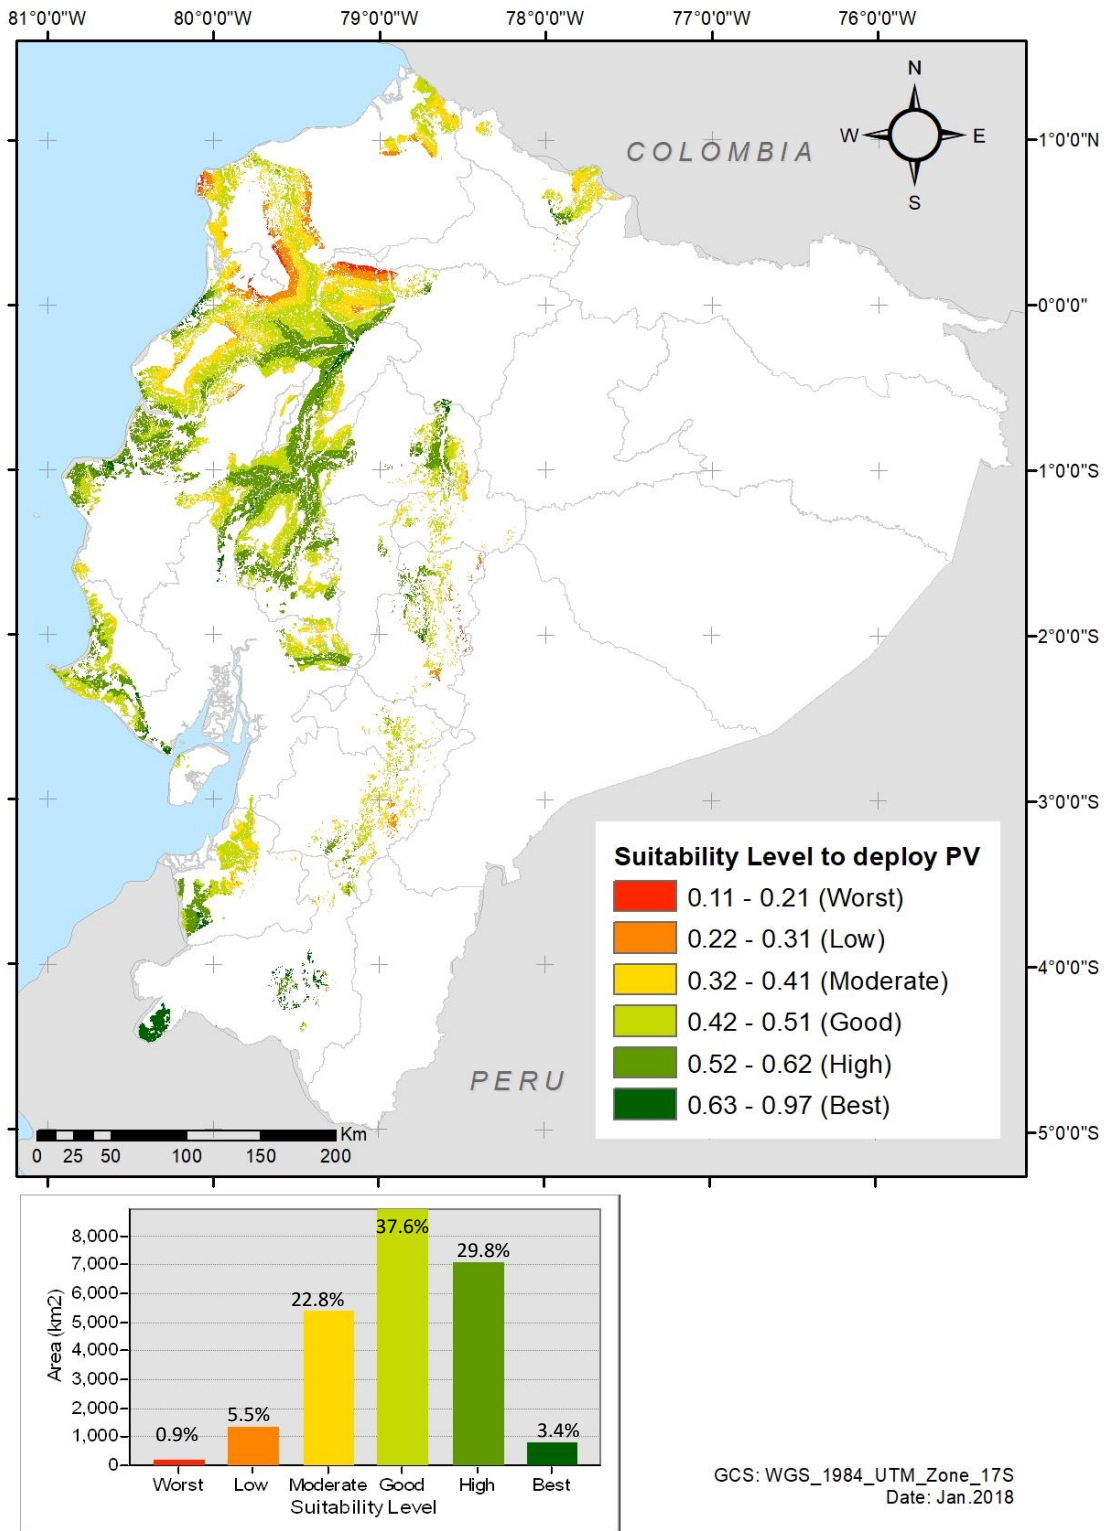 81°0'0"W 80°0'0"W 79°0'0"W 78°0'0"W 77°0'0"W 76°0'0"W
N
W E
S
COLOMBIA
1°0'0"N
0°0'0"
1°0'0"S
2°0'0"S
3°0'0"S
4°0'0"S
5°0'0"S
Suitability Level to deploy PV
0.11 - 0.21 (Worst)
0.22 - 0.31 (Low)
0.32 - 0.41 (Moderate)
0.42 - 0.51 (Good)
0.52 - 0.62 (High)
0.63 - 0.97 (Best)
PERU
Km
0 25 50 100 150 200
Area (km2)
8,000
7,000
6,000
5,000
4,000
3,000
2,000
1,000
0
0.9%
5.5%
22.8%
37.6%
29.8%
3.4%
Worst Low Moderate Good High Best
Suitability Level
GCS: WGS_1984_UTM_Zone_17S
Date: Jan.2018